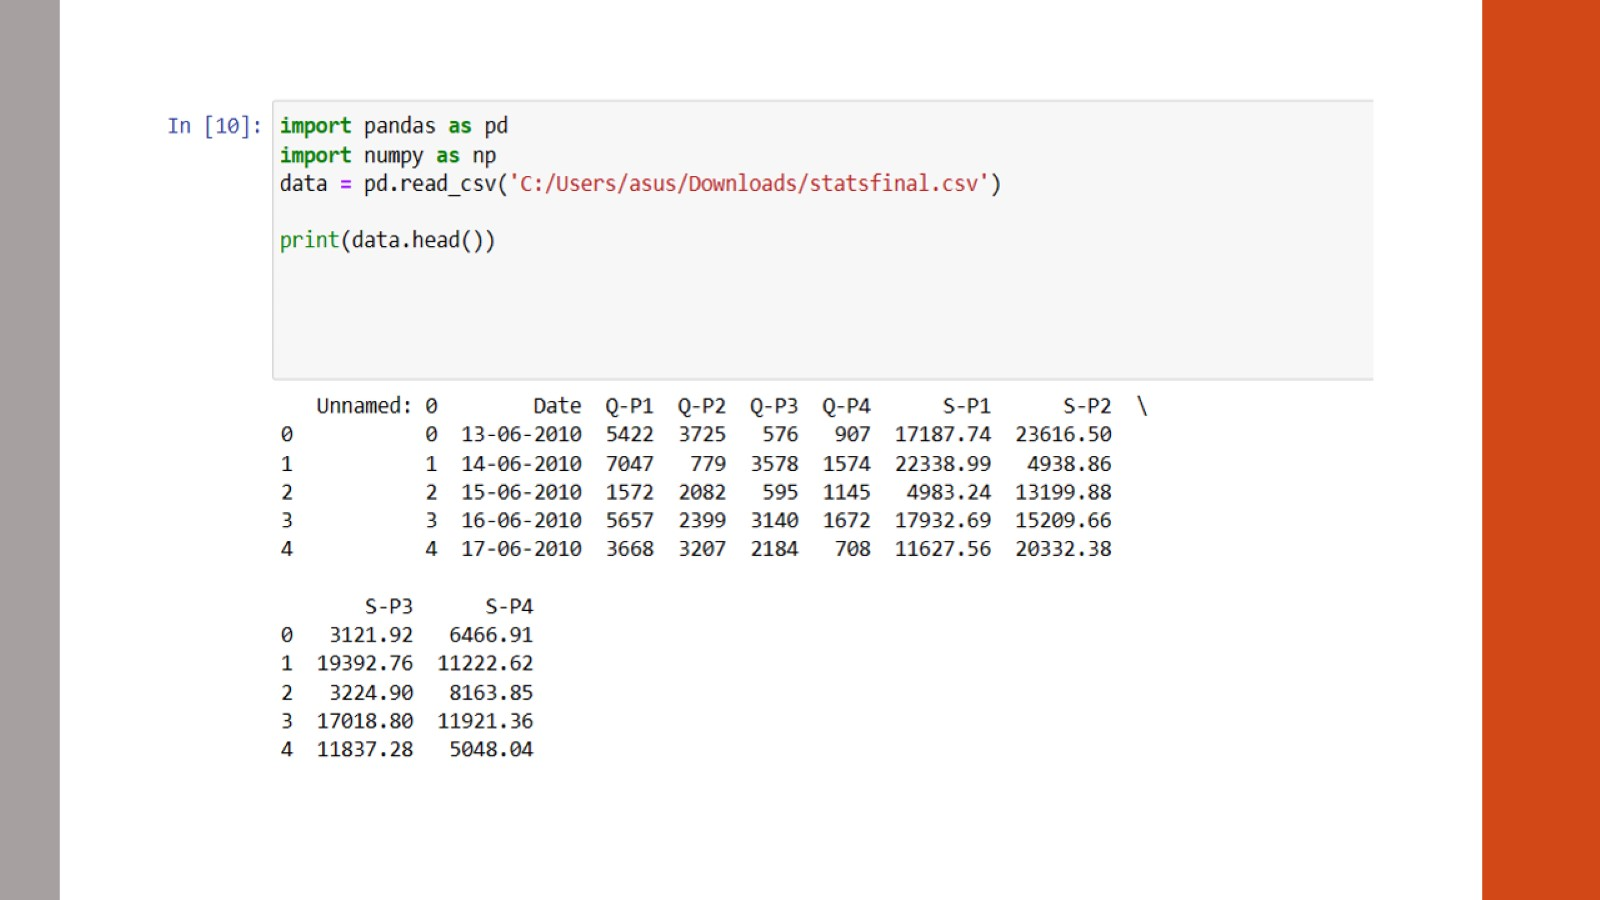 In [10]: import pandas as pd
import numpy as np
data = pd.read_csv('C:/Users/asus/Downloads/statsfinal.csv')
print(data.head())
Unnamed: 0 Date Q-P1 Q-P2 Q-P3 Q-P4 S-P1 S-P2 \
0 0 13-06-2010 5422 3725 576 907 17187.74 23616.50
1 1 14-06-2010 7047 779 3578 1574 22338.99 4938.86
2 2 15-06-2010 1572 2082 595 1145 4983.24 13199.88
3 3 16-06-2010 5657 2399 3140 1672 17932.69 15209.66
4 4 17-06-2010 3668 3207 2184 708 11627.56 20332.38
S-P3 S-P4
0 3121.92 6466.91
1 19392.76 11222.62
2 3224.90 8163.85
3 17018.80 11921.36
4 11837.28 5048.04